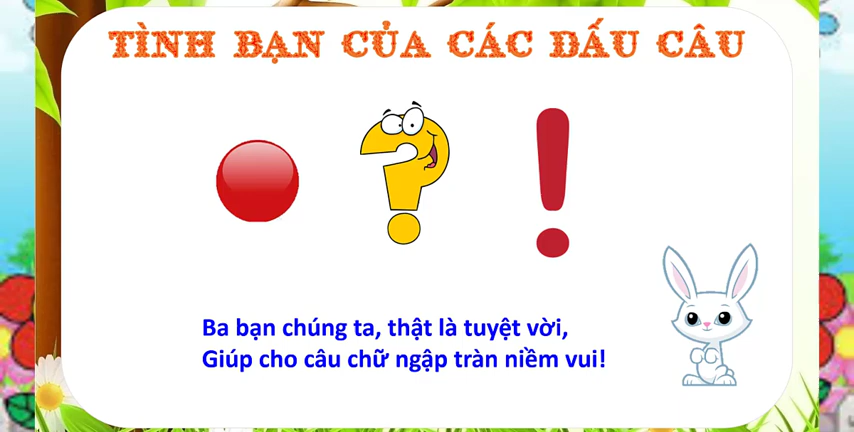 TÌNH BẠN CỦA CÁC DẤU CÂU
? !
Ba bạn chúng ta, thật là tuyệt vời,
Giúp cho câu chữ ngập tràn niềm vui!